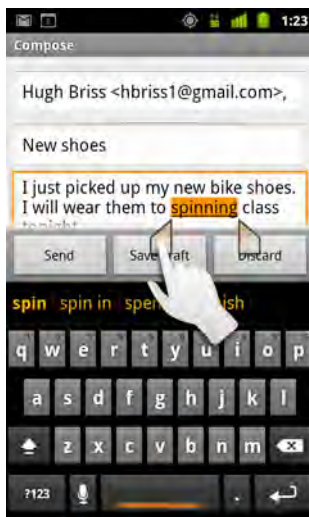 1:23
Compose
Hugh Briss <hbriss1@gmail.com>,
New shoes
I just picked up my new bike shoes.
I will wear them to spinning class
Send Save Discard
spin spin in
q w e r t y u i o p
a s d f g h j k l
z x c v b n m
?123 .